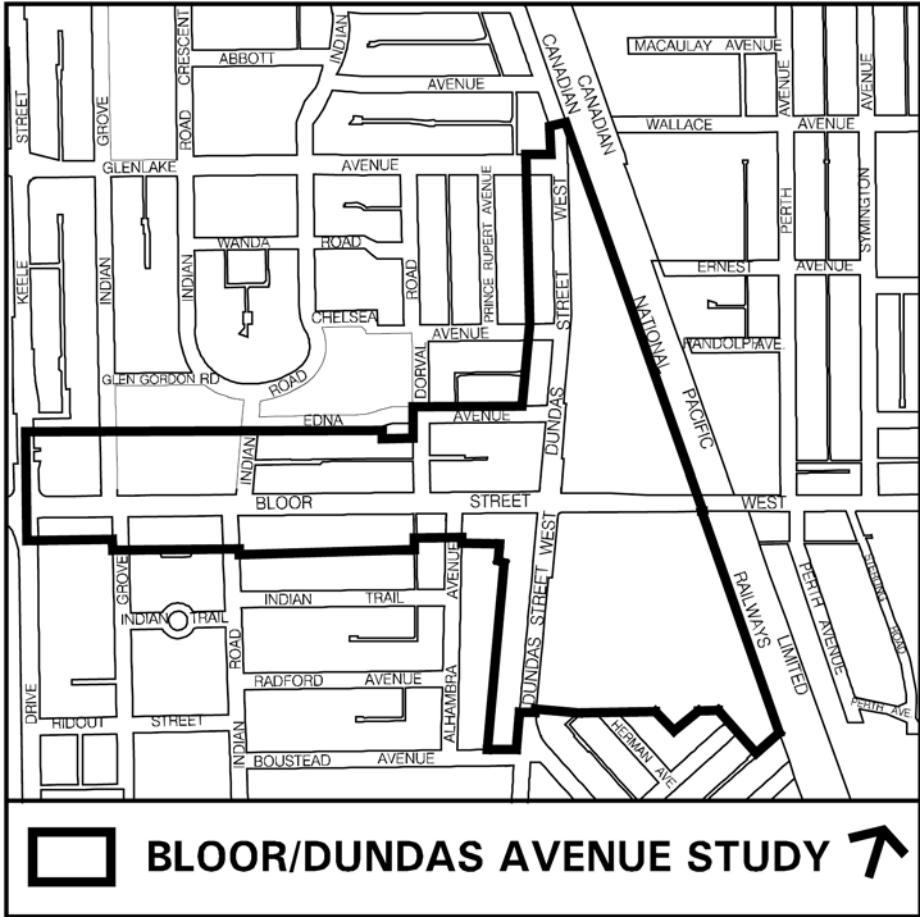 CANADIAN
CANADIAN
NATIONAL
PACIFIC
RAILWAYS
LIMITED
MACAULAY AVENUE
ABBOTT
AVENUE
WALLACE AVENUE
GLENLAKE AVENUE
WANDA ROAD
CHELSEA
AVENUE
GLEN GORDON RD
ROAD
EDNA AVENUE
ERNEST AVENUE
RANDOLPH AVE.
BLOOR STREET WEST
INDIAN TRAIL
INDIAN TRAIL
RADFORD AVENUE
RIDOUT STREET
BOUSTEAD AVENUE
HERMAN AVE
STREET
KEELE
DRIVE
GROVE
INDIAN
GROVE
CRESCENT
ROAD
INDIAN
INDIAN
INDIAN
ROAD
INDIAN
ROAD
DORVAL
PRINCE RUPERT AVENUE
WEST
STREET
DUNDAS
DUNDAS STREET WEST
AVENUE
ALHAMBRA
AVENUE
PERTH
AVENUE
SYMINGTON
PERTH AVENUE
STERLING
ROAD
PERTH AVE.
BLOOR/DUNDAS AVENUE STUDY